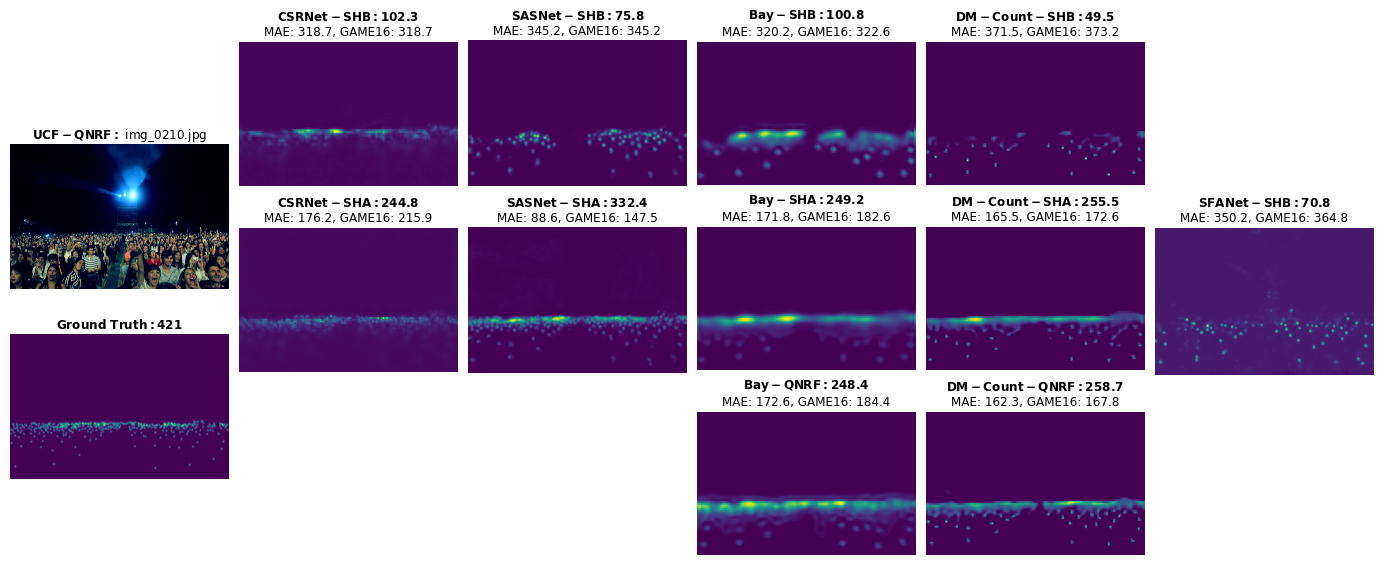 UCF − QNRF: img_0210.jpg
Ground Truth: 421
CSRNet − SHB: 102.3
MAE: 318.7, GAME16: 318.7
SASNet − SHB: 75.8
MAE: 345.2, GAME16: 345.2
Bay − SHB: 100.8
MAE: 320.2, GAME16: 322.6
DM − Count − SHB: 49.5
MAE: 371.5, GAME16: 373.2
CSRNet − SHA: 244.8
MAE: 176.2, GAME16: 215.9
SASNet − SHA: 332.4
MAE: 88.6, GAME16: 147.5
Bay − SHA: 249.2
MAE: 171.8, GAME16: 182.6
DM − Count − SHA: 255.5
MAE: 165.5, GAME16: 172.6
SFANet − SHB: 70.8
MAE: 350.2, GAME16: 364.8
Bay − QNRF: 248.4
MAE: 172.6, GAME16: 184.4
DM − Count − QNRF: 258.7
MAE: 162.3, GAME16: 167.8